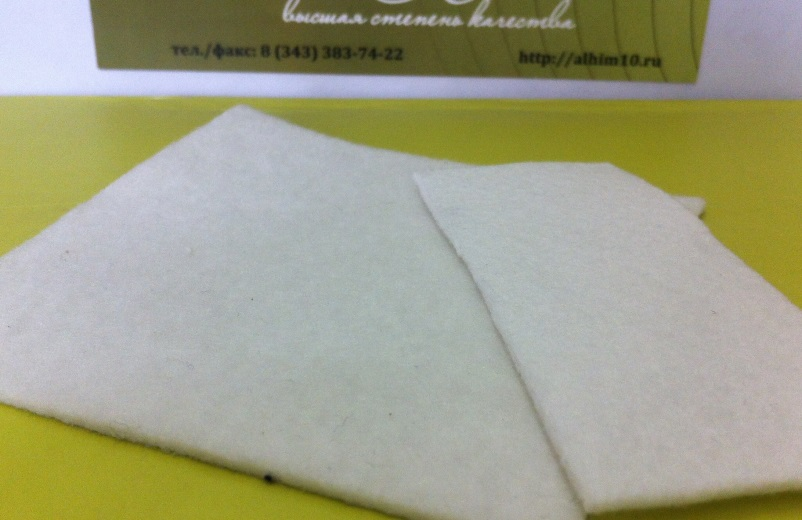 высшая степень качества
тел./факс: 8 (343) 383-74-22
http://alhim10.ru